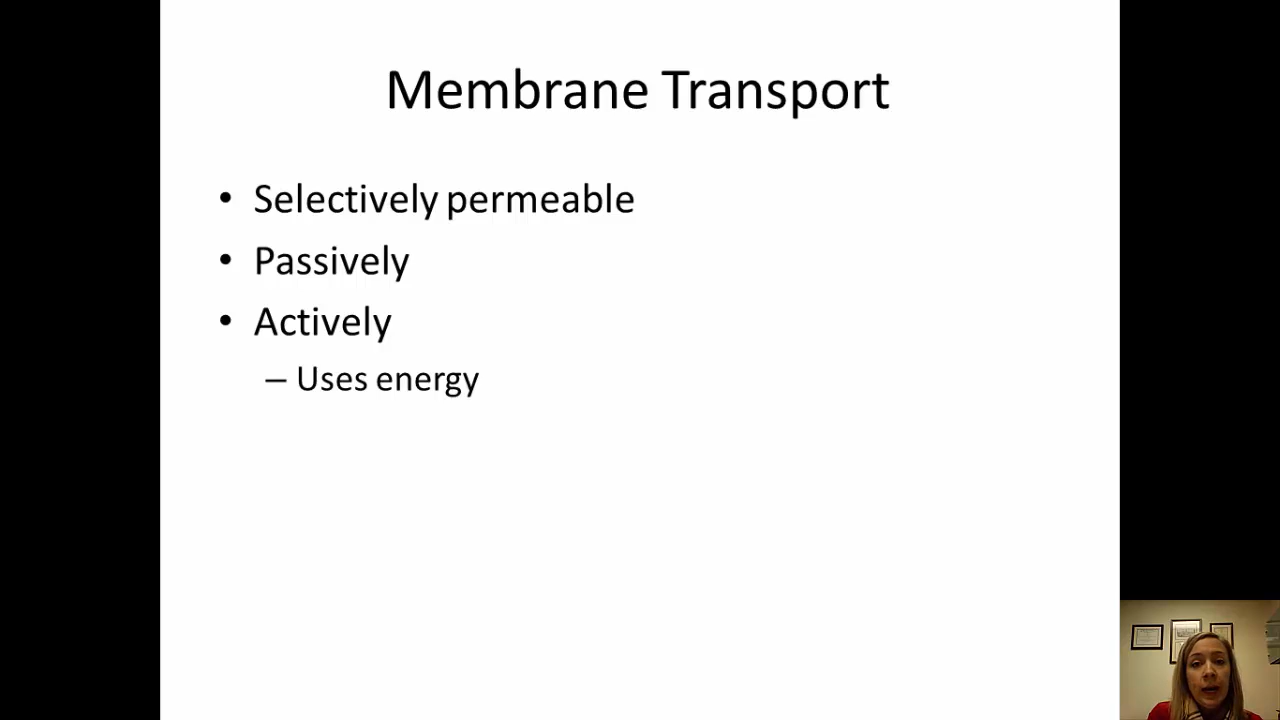 Membrane Transport
• Selectively permeable
• Passively
• Actively
– Uses energy